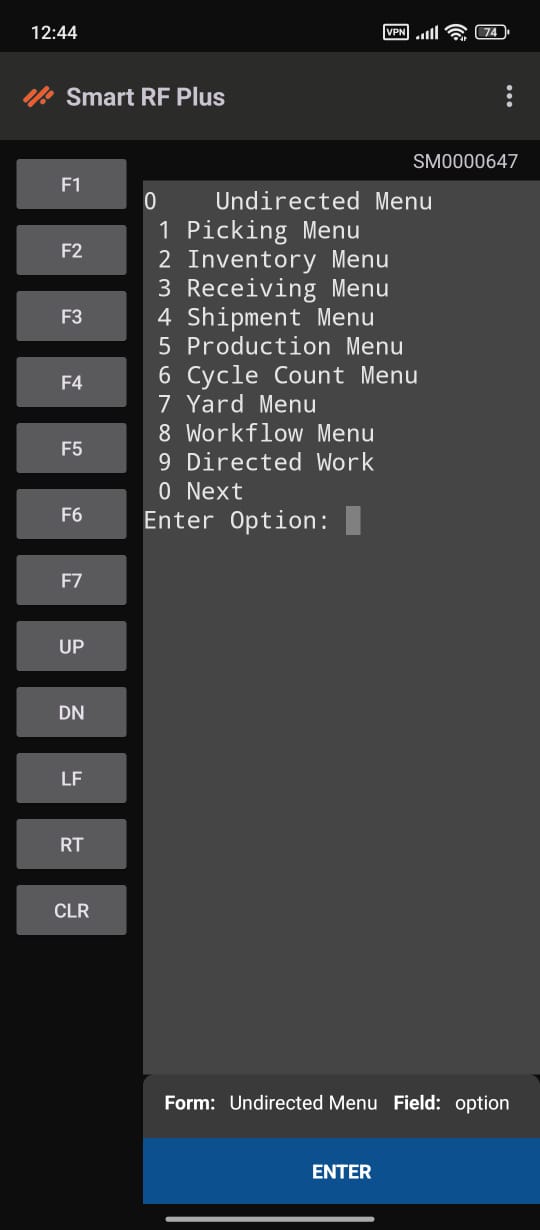 12:44
VPN 74
Smart RF Plus
SM0000647
F1
F2
F3
F4
F5
F6
F7
UP
DN
LF
RT
CLR
0    Undirected Menu
1 Picking Menu
2 Inventory Menu
3 Receiving Menu
4 Shipment Menu
5 Production Menu
6 Cycle Count Menu
7 Yard Menu
8 Workflow Menu
9 Directed Work
0 Next
Enter Option:
Form: Undirected Menu Field: option
ENTER